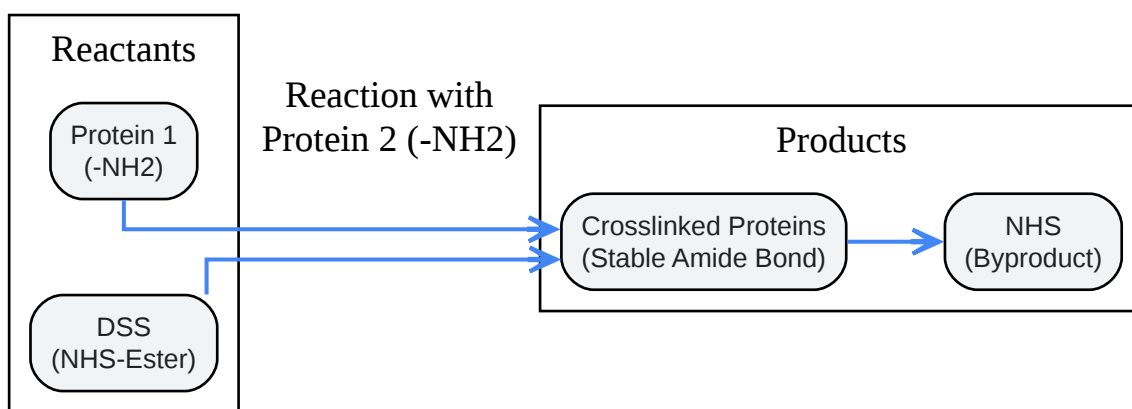 Reactants
Protein 1
(-NH2)
DSS
(NHS-Ester)
Reaction with
Protein 2 (-NH2)
Products
Crosslinked Proteins
(Stable Amide Bond)
NHS
(Byproduct)